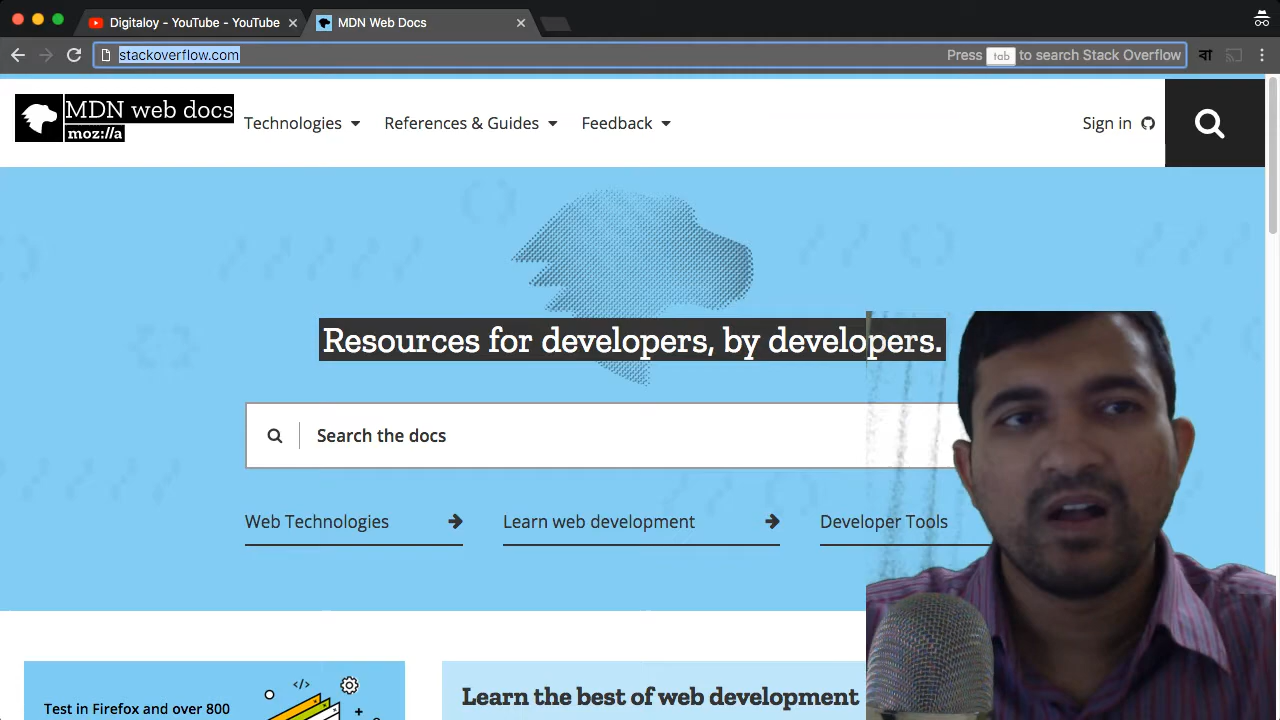 Digitaloy - YouTube - YouTube
MDN Web Docs
stackoverflow.com
Press tab to search Stack Overflow
বা
MDN web docs
moz://a
Technologies
References & Guides
Feedback
Sign in
Resources for developers, by developers.
Search the docs
Web Technologies
Learn web development
Developer Tools
</>
Test in Firefox and over 800
Learn the best of web development